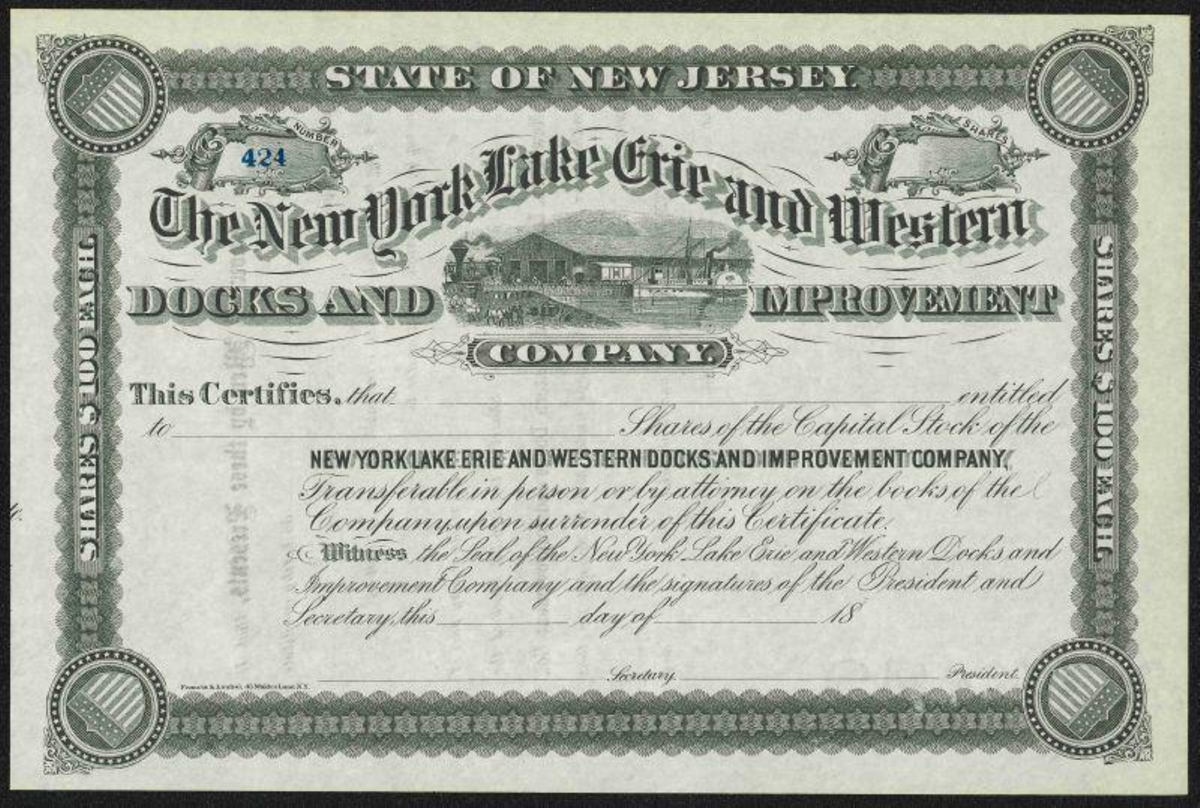 STATE OF NEW JERSEY
NUMBER
424
SHARES
The New York Lake Erie and Western
DOCKS AND IMPROVEMENT
COMPANY.
SHARES $100 EACH.
SHARES $100 EACH.
This Certifies, that entitled
to Shares of the Capital Stock of the
NEW YORK LAKE ERIE AND WESTERN DOCKS AND IMPROVEMENT COMPANY,
Transferable in person or by attorney on the books of the
Company, upon surrender of this Certificate.
Witness the Seal of the New York Lake Erie and Western Docks and
Improvement Company and the signatures of the President and
Secretary, this day of 18
Secretary. President.
45 Maiden Lane, N.Y.